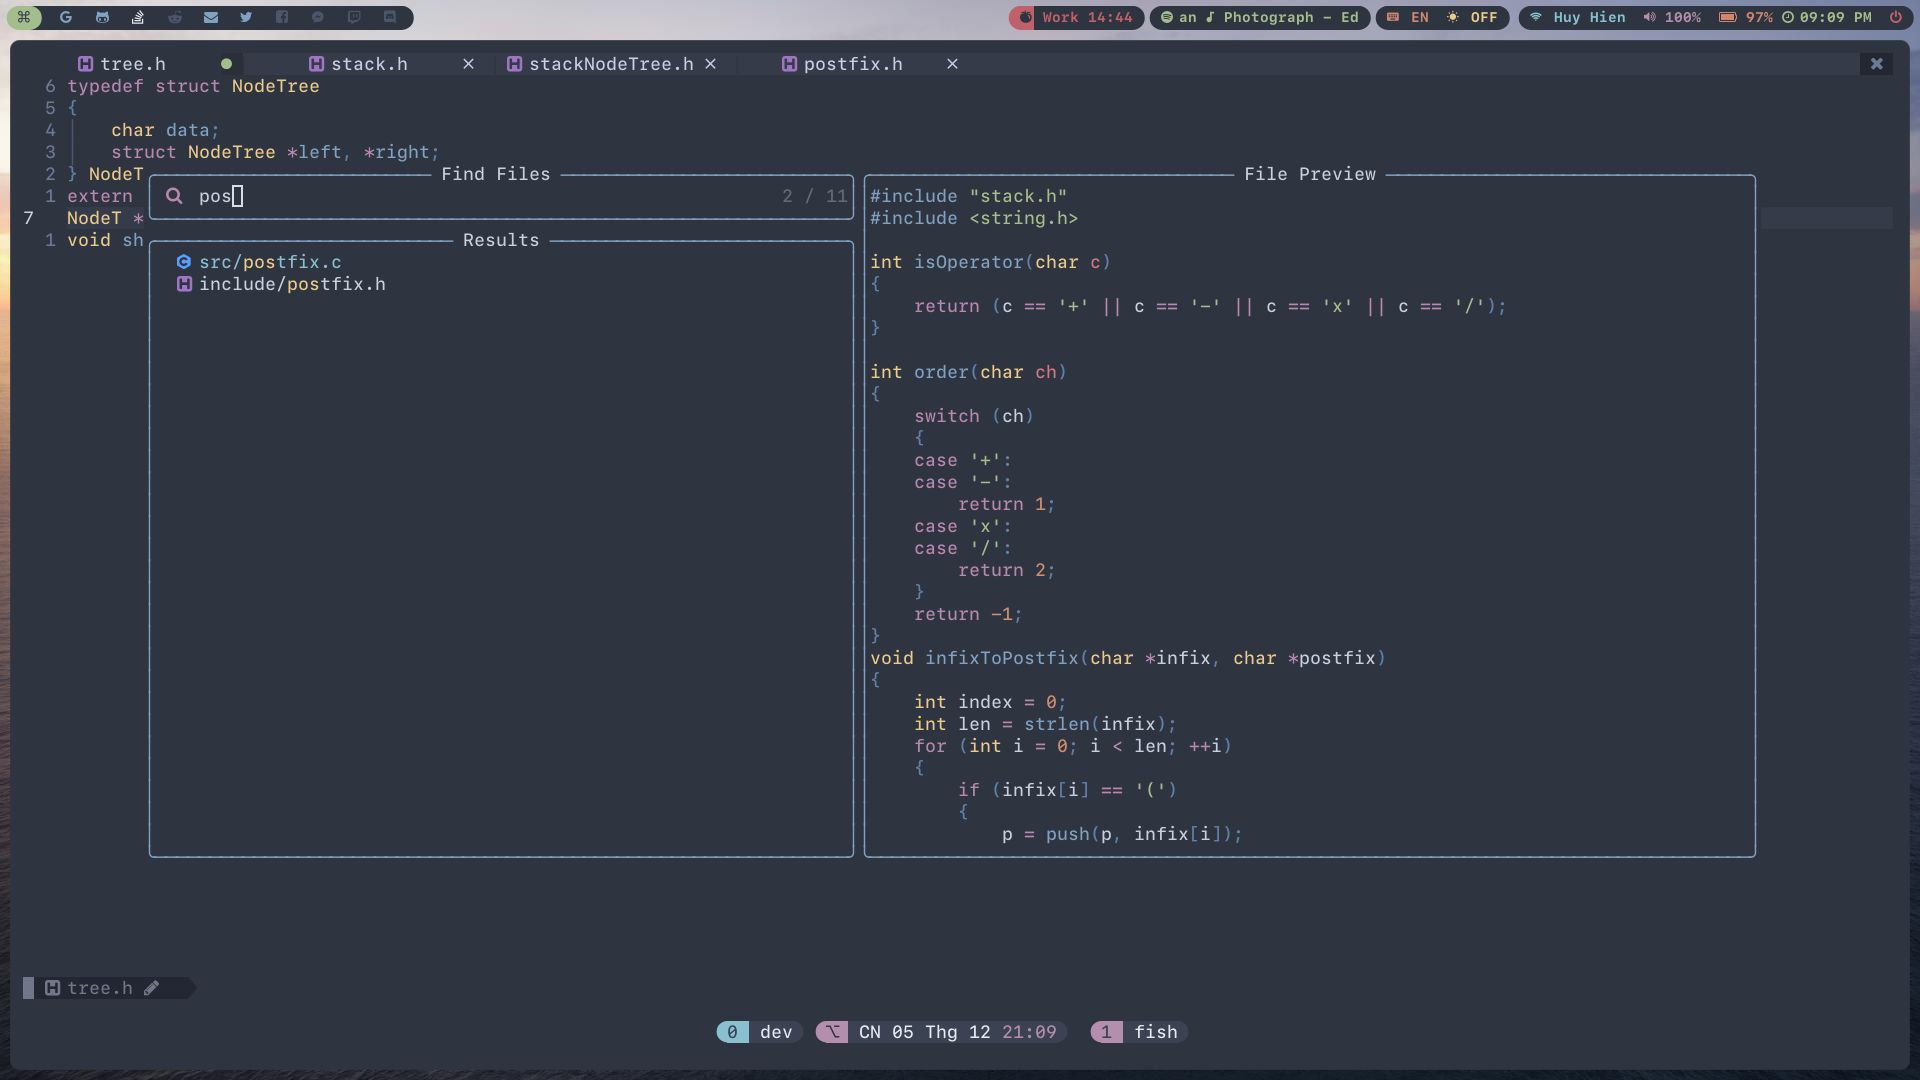 Work 14:44
an ♪ Photograph - Ed
EN
OFF
Huy Hien
100%
97%
09:09 PM
tree.h
stack.h
stackNodeTree.h
postfix.h
6 typedef struct NodeTree
5 {
4 char data;
3 struct NodeTree *left, *right;
2 } NodeT
1 extern
7 NodeT *
1 void sh
Find Files
pos
2 / 11
Results
src/postfix.c
include/postfix.h
File Preview
#include "stack.h"
#include <string.h>
int isOperator(char c)
{
return (c == '+' || c == '-' || c == 'x' || c == '/');
}
int order(char ch)
{
switch (ch)
{
case '+':
case '-':
return 1;
case 'x':
case '/':
return 2;
}
return -1;
}
void infixToPostfix(char *infix, char *postfix)
{
int index = 0;
int len = strlen(infix);
for (int i = 0; i < len; ++i)
{
if (infix[i] == '(')
{
p = push(p, infix[i]);
tree.h
0 dev
CN 05 Thg 12 21:09
1 fish